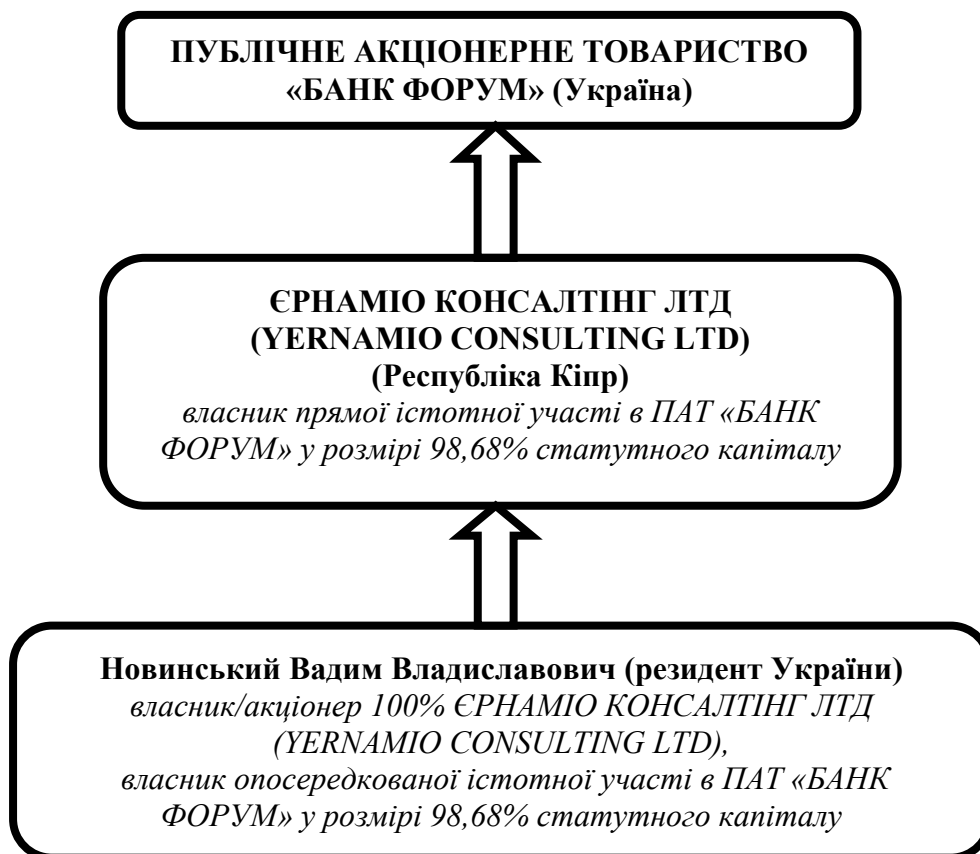 ПУБЛІЧНЕ АКЦІОНЕРНЕ ТОВАРИСТВО
«БАНК ФОРУМ» (Україна)
ЄРНАМІО КОНСАЛТІНГ ЛТД
(YERNAMIO CONSULTING LTD)
(Республіка Кіпр)
власник прямої істотної участі в ПАТ «БАНК
ФОРУМ» у розмірі 98,68% статутного капіталу
Новинський Вадим Владиславович (резидент України)
власник/акціонер 100% ЄРНАМІО КОНСАЛТІНГ ЛТД
(YERNAMIO CONSULTING LTD),
власник опосередкованої істотної участі в ПАТ «БАНК
ФОРУМ» у розмірі 98,68% статутного капіталу